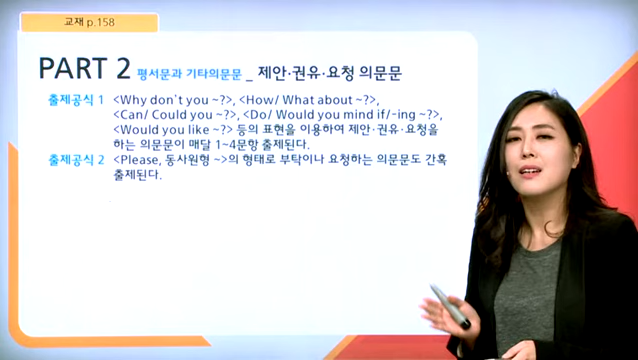 교재 p.158
PART 2 평서문과 기타의문문 _ 제안·권유·요청 의문문
출제공식 1 <Why don't you ~?>, <How/ What about ~?>,
<Can/ Could you ~?>, <Do/ Would you mind if/-ing ~?>,
<Would you like ~?> 등의 표현을 이용하여 제안·권유·요청을
하는 의문문이 매달 1~4문항 출제된다.
출제공식 2 <Please, 동사원형 ~>의 형태로 부탁이나 요청하는 의문문도 간혹
출제된다.